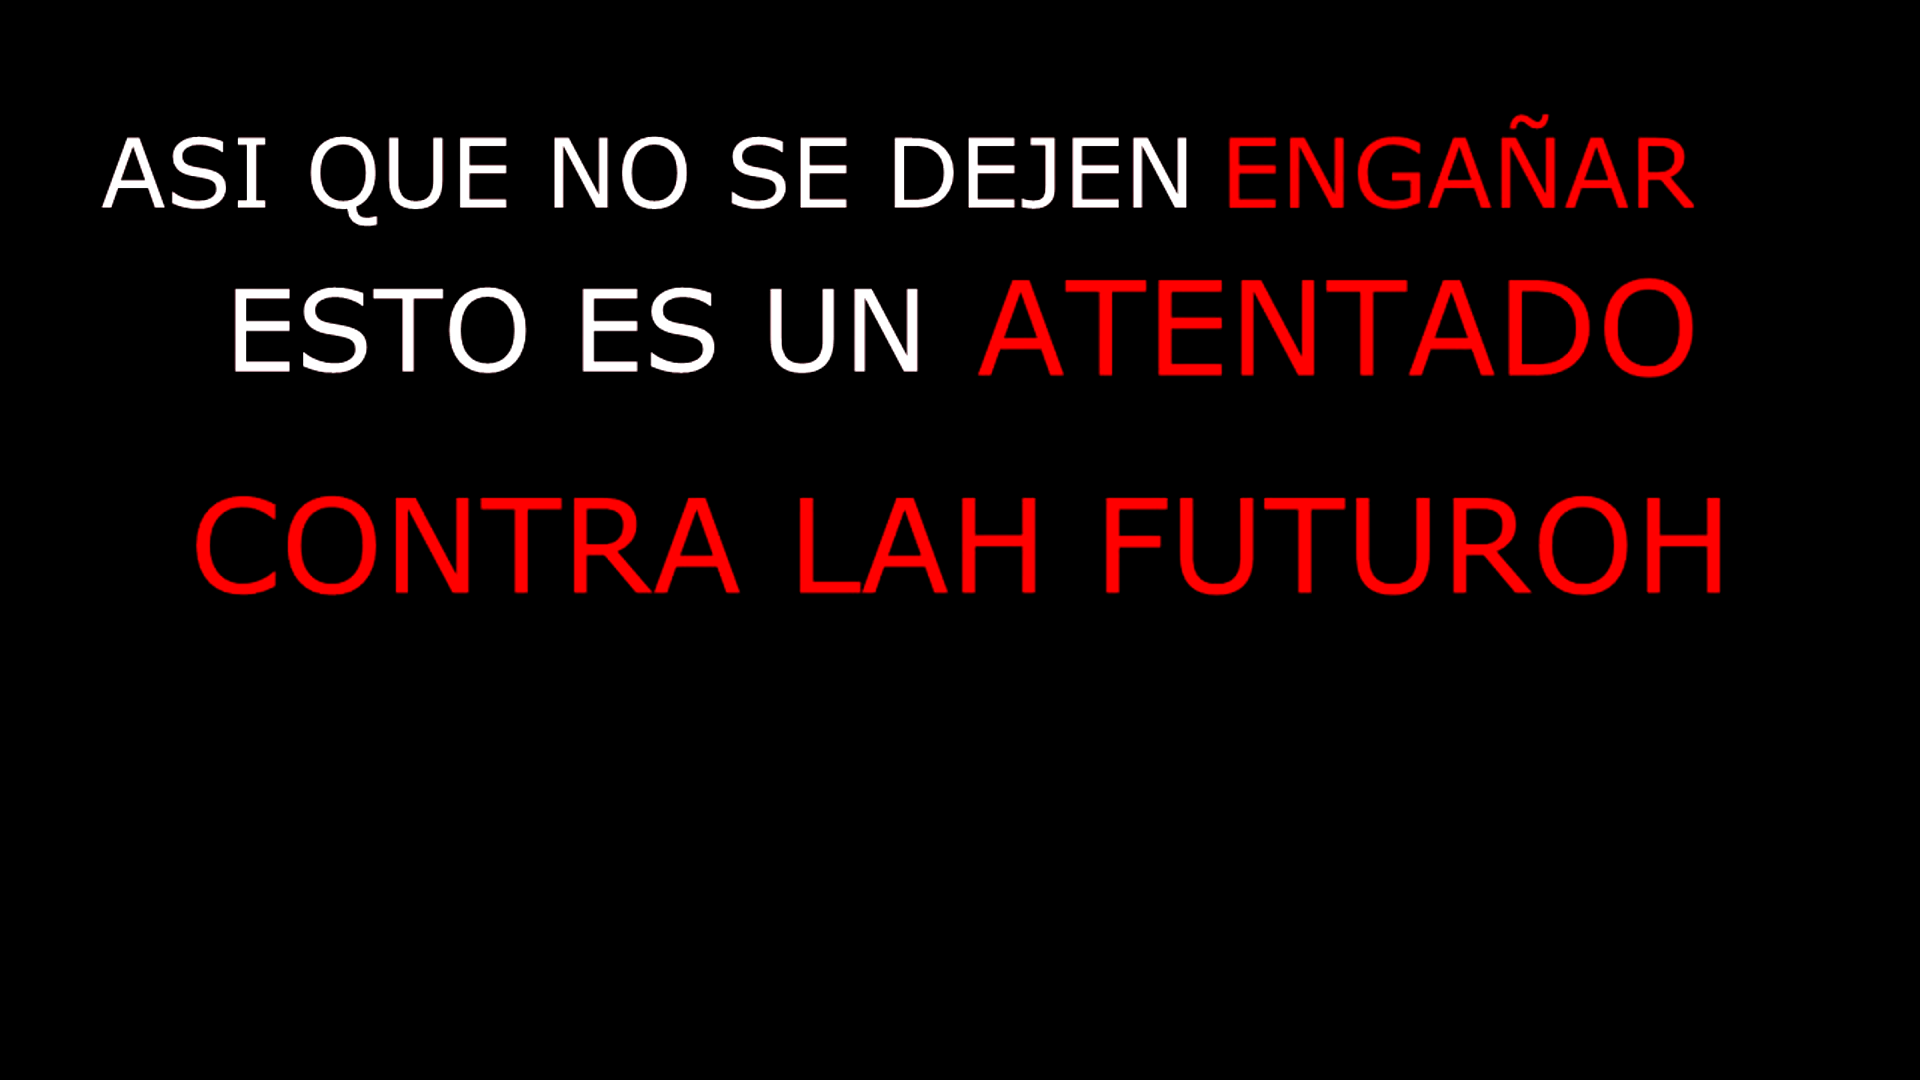 ASI QUE NO SE DEJEN ENGAÑAR
ESTO ES UN ATENTADO
CONTRA LAH FUTUROH